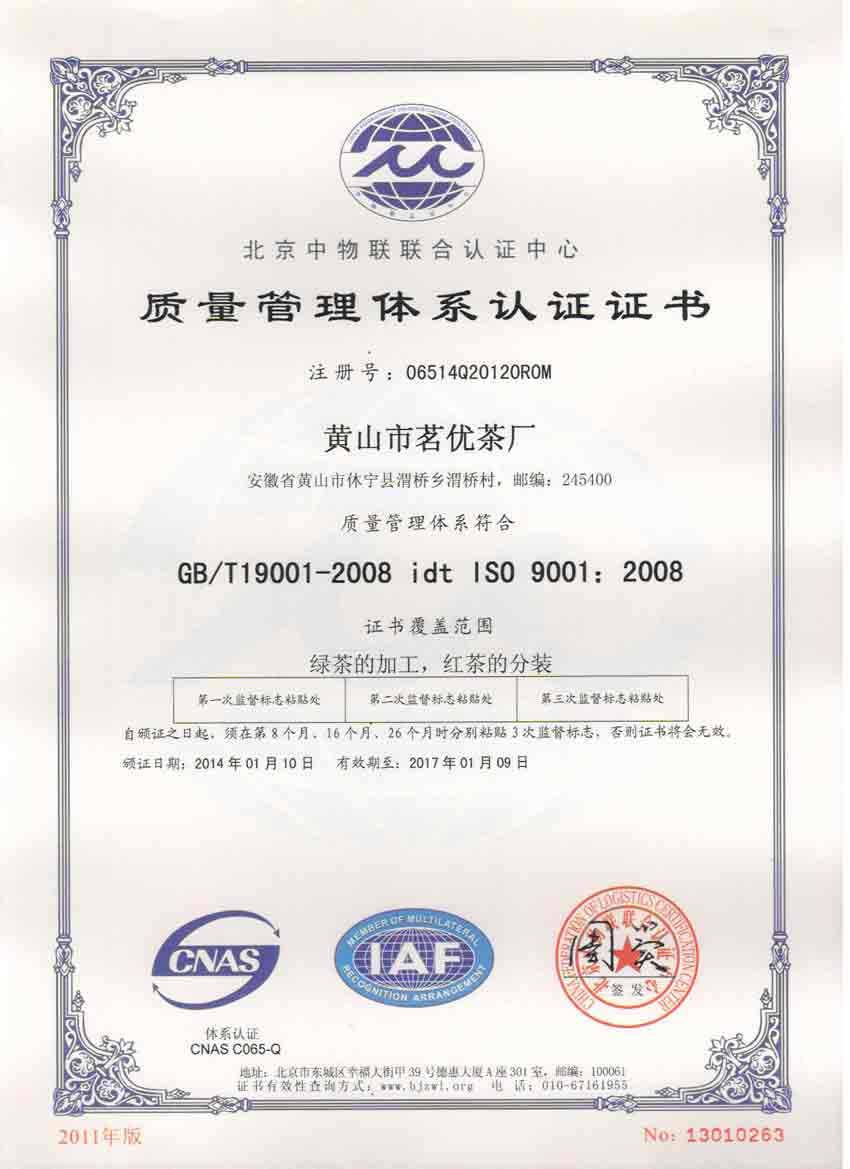 北京中物联联合认证中心
质量管理体系认证证书
注册号：06514Q20120R0M
黄山市茗优茶厂
安徽省黄山市休宁县渭桥乡渭桥村，邮编：245400
质量管理体系符合
GB/T19001-2008 idt ISO 9001：2008
证书覆盖范围
绿茶的加工，红茶的分装
第一次监督标志粘贴处 第二次监督标志粘贴处 第三次监督标志粘贴处
自颁证之日起，须在第8个月、16个月、26个月时分别粘贴3次监督标志，否则证书将会无效。
颁证日期：2014年01月10日 有效期至：2017年01月09日
CNAS
MEMBER OF MULTILATERAL
IAF
RECOGNITION ARRANGEMENT
CHINA FEDERATION OF LOGISTICS CERTIFICATION CENTER
签发
体系认证
CNAS C065-Q
地址：北京市东城区幸福大街甲39号德惠大厦A座301室，邮编：100061
证书有效性查询方式：www.bjzwl.org 电 话：010-67161955
2011年版
No: 13010263